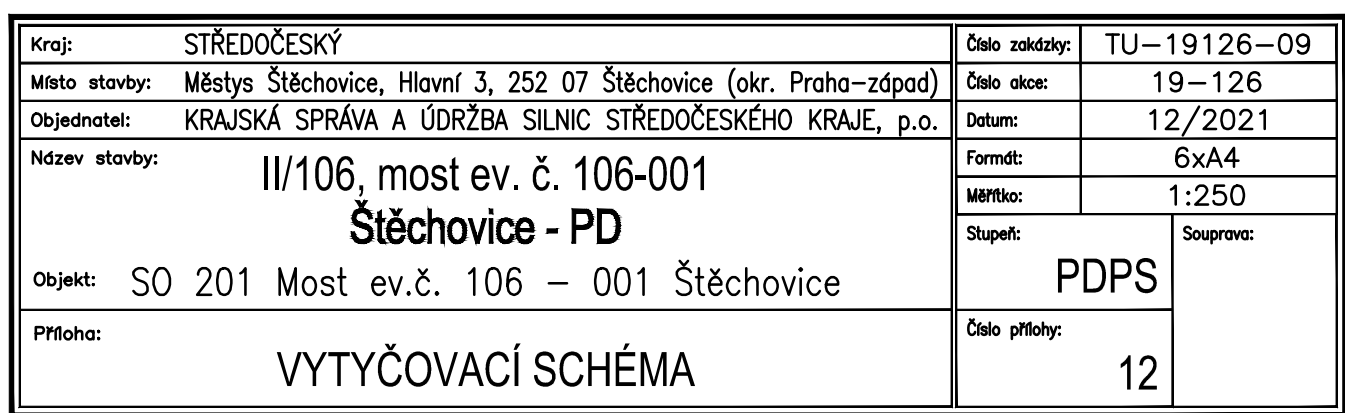 Kraj: STŘEDOČESKÝ
Místo stavby: Městys Štěchovice, Hlavní 3, 252 07 Štěchovice (okr. Praha-západ)
Objednatel: KRAJSKÁ SPRÁVA A ÚDRŽBA SILNIC STŘEDOČESKÉHO KRAJE, p.o.
Název stavby:
II/106, most ev. č. 106-001
Štěchovice - PD
Objekt: SO 201 Most ev.č. 106 - 001 Štěchovice
Příloha:
VYTYČOVACÍ SCHÉMA
Číslo zakázky: TU-19126-09
Číslo akce: 19-126
Datum: 12/2021
Formát: 6xA4
Měřítko: 1:250
Stupeň:
PDPS
Souprava:
Číslo přílohy:
12